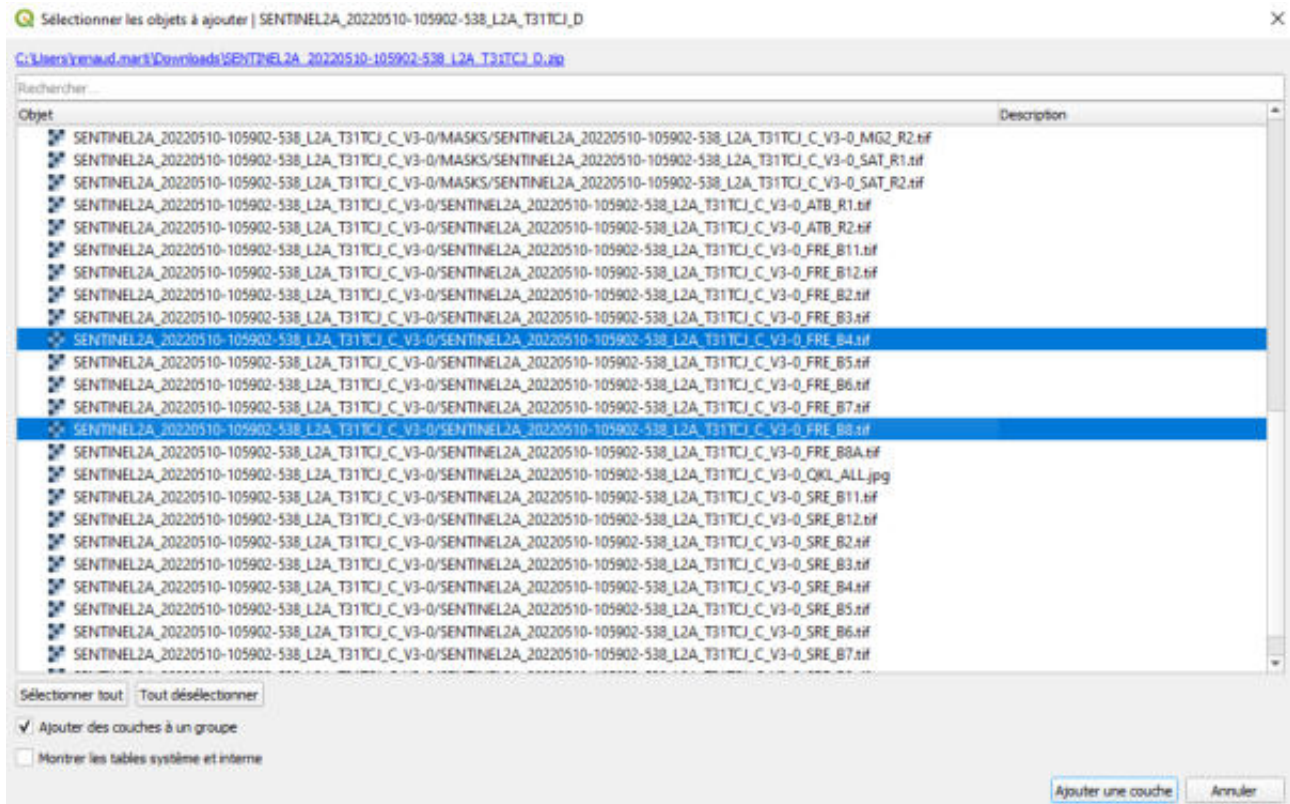 Sélectionner les objets à ajouter | SENTINEL2A_20220510-105902-538_L2A_T31TCJ_D
C:\Users\renaud.marti\Downloads\SENTINEL2A_20220510-105902-538_L2A_T31TCJ_D.zip
Rechercher...
Objet Description
SENTINEL2A_20220510-105902-538_L2A_T31TCJ_C_V3-0/MASKS/SENTINEL2A_20220510-105902-538_L2A_T31TCJ_C_V3-0_MG2_R2.tif
SENTINEL2A_20220510-105902-538_L2A_T31TCJ_C_V3-0/MASKS/SENTINEL2A_20220510-105902-538_L2A_T31TCJ_C_V3-0_SAT_R1.tif
SENTINEL2A_20220510-105902-538_L2A_T31TCJ_C_V3-0/MASKS/SENTINEL2A_20220510-105902-538_L2A_T31TCJ_C_V3-0_SAT_R2.tif
SENTINEL2A_20220510-105902-538_L2A_T31TCJ_C_V3-0/SENTINEL2A_20220510-105902-538_L2A_T31TCJ_C_V3-0_ATB_R1.tif
SENTINEL2A_20220510-105902-538_L2A_T31TCJ_C_V3-0/SENTINEL2A_20220510-105902-538_L2A_T31TCJ_C_V3-0_ATB_R2.tif
SENTINEL2A_20220510-105902-538_L2A_T31TCJ_C_V3-0/SENTINEL2A_20220510-105902-538_L2A_T31TCJ_C_V3-0_FRE_B11.tif
SENTINEL2A_20220510-105902-538_L2A_T31TCJ_C_V3-0/SENTINEL2A_20220510-105902-538_L2A_T31TCJ_C_V3-0_FRE_B12.tif
SENTINEL2A_20220510-105902-538_L2A_T31TCJ_C_V3-0/SENTINEL2A_20220510-105902-538_L2A_T31TCJ_C_V3-0_FRE_B2.tif
SENTINEL2A_20220510-105902-538_L2A_T31TCJ_C_V3-0/SENTINEL2A_20220510-105902-538_L2A_T31TCJ_C_V3-0_FRE_B3.tif
SENTINEL2A_20220510-105902-538_L2A_T31TCJ_C_V3-0/SENTINEL2A_20220510-105902-538_L2A_T31TCJ_C_V3-0_FRE_B4.tif
SENTINEL2A_20220510-105902-538_L2A_T31TCJ_C_V3-0/SENTINEL2A_20220510-105902-538_L2A_T31TCJ_C_V3-0_FRE_B5.tif
SENTINEL2A_20220510-105902-538_L2A_T31TCJ_C_V3-0/SENTINEL2A_20220510-105902-538_L2A_T31TCJ_C_V3-0_FRE_B6.tif
SENTINEL2A_20220510-105902-538_L2A_T31TCJ_C_V3-0/SENTINEL2A_20220510-105902-538_L2A_T31TCJ_C_V3-0_FRE_B7.tif
SENTINEL2A_20220510-105902-538_L2A_T31TCJ_C_V3-0/SENTINEL2A_20220510-105902-538_L2A_T31TCJ_C_V3-0_FRE_B8.tif
SENTINEL2A_20220510-105902-538_L2A_T31TCJ_C_V3-0/SENTINEL2A_20220510-105902-538_L2A_T31TCJ_C_V3-0_FRE_B8A.tif
SENTINEL2A_20220510-105902-538_L2A_T31TCJ_C_V3-0/SENTINEL2A_20220510-105902-538_L2A_T31TCJ_C_V3-0_QKL_ALL.jpg
SENTINEL2A_20220510-105902-538_L2A_T31TCJ_C_V3-0/SENTINEL2A_20220510-105902-538_L2A_T31TCJ_C_V3-0_SRE_B11.tif
SENTINEL2A_20220510-105902-538_L2A_T31TCJ_C_V3-0/SENTINEL2A_20220510-105902-538_L2A_T31TCJ_C_V3-0_SRE_B12.tif
SENTINEL2A_20220510-105902-538_L2A_T31TCJ_C_V3-0/SENTINEL2A_20220510-105902-538_L2A_T31TCJ_C_V3-0_SRE_B2.tif
SENTINEL2A_20220510-105902-538_L2A_T31TCJ_C_V3-0/SENTINEL2A_20220510-105902-538_L2A_T31TCJ_C_V3-0_SRE_B3.tif
SENTINEL2A_20220510-105902-538_L2A_T31TCJ_C_V3-0/SENTINEL2A_20220510-105902-538_L2A_T31TCJ_C_V3-0_SRE_B4.tif
SENTINEL2A_20220510-105902-538_L2A_T31TCJ_C_V3-0/SENTINEL2A_20220510-105902-538_L2A_T31TCJ_C_V3-0_SRE_B5.tif
SENTINEL2A_20220510-105902-538_L2A_T31TCJ_C_V3-0/SENTINEL2A_20220510-105902-538_L2A_T31TCJ_C_V3-0_SRE_B6.tif
SENTINEL2A_20220510-105902-538_L2A_T31TCJ_C_V3-0/SENTINEL2A_20220510-105902-538_L2A_T31TCJ_C_V3-0_SRE_B7.tif
Sélectionner tout Tout désélectionner
Ajouter des couches à un groupe
Montrer les tables système et interne
Ajouter une couche Annuler